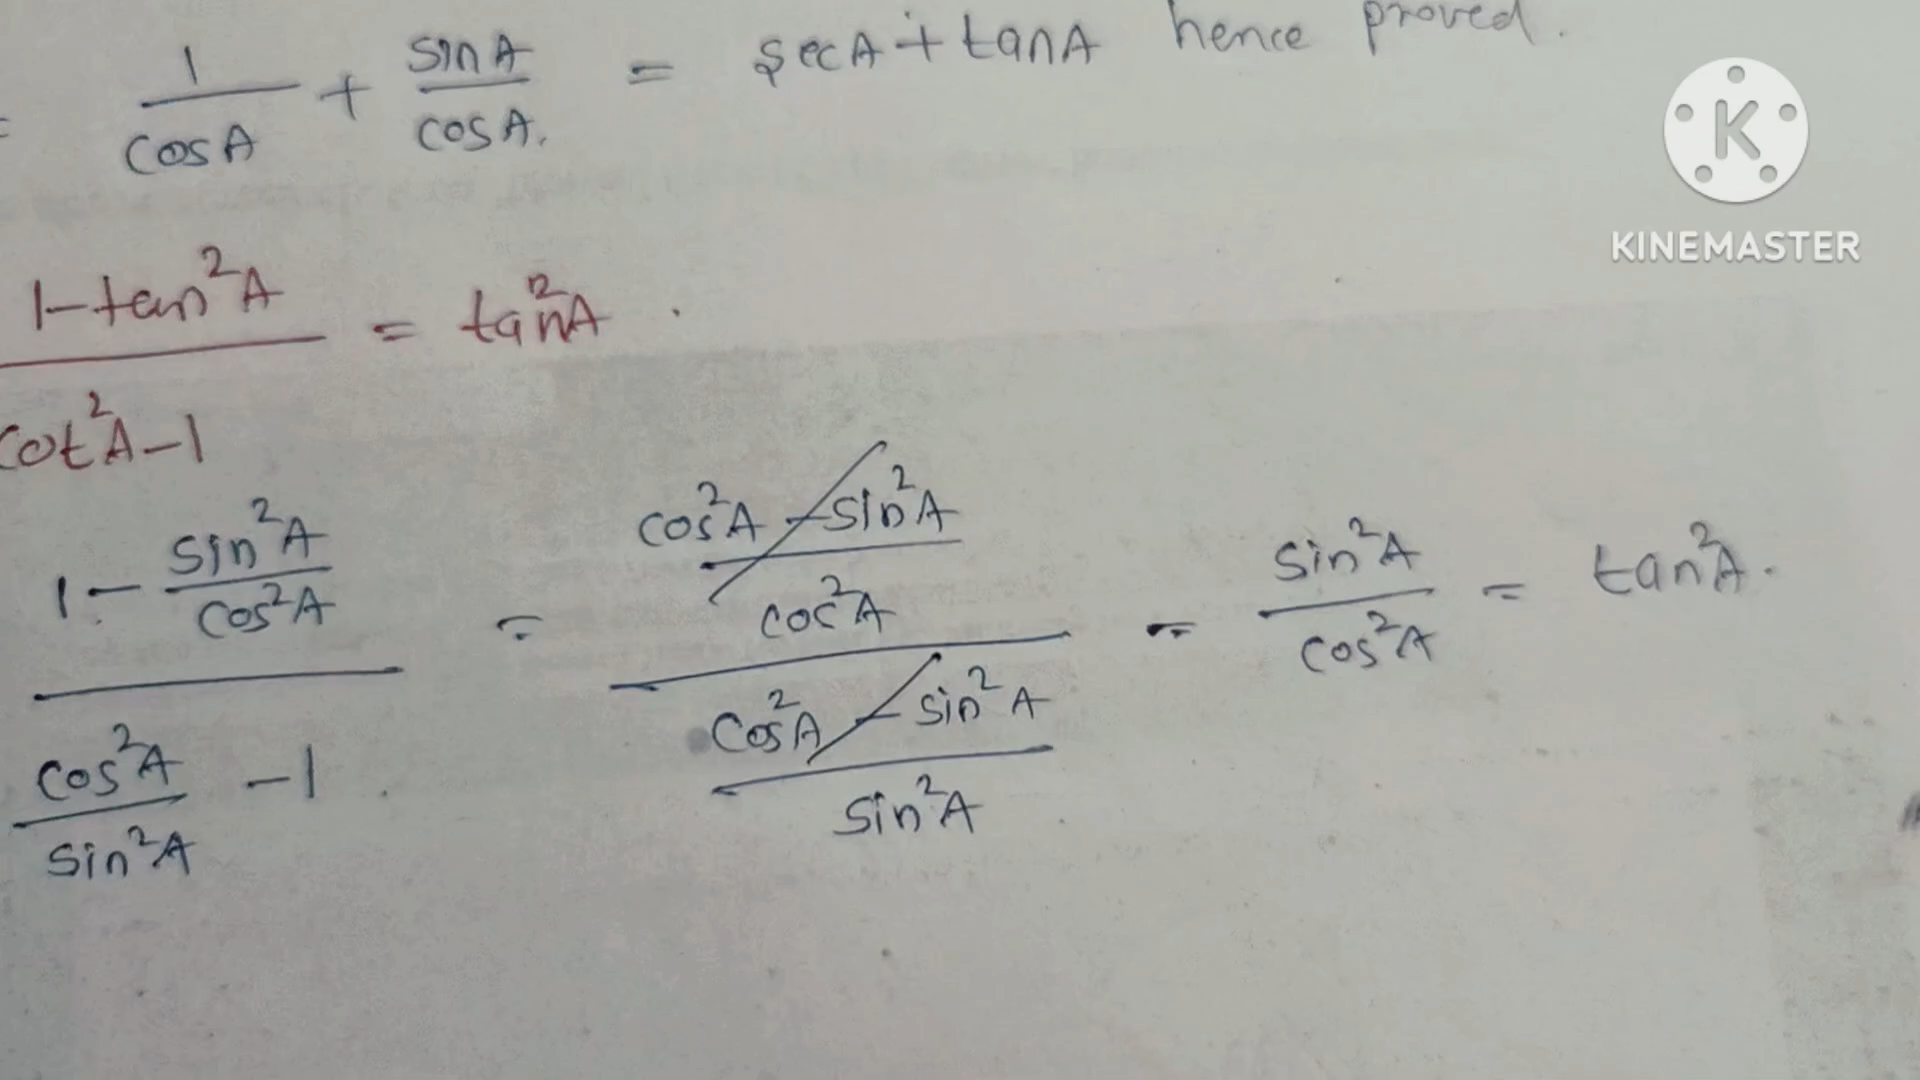 = 1/cosA + sinA/cosA. = secA + tanA hence proved.
K
KINEMASTER
1-tan²A/cot²A-1 = tan²A.
(1 - sin²A/cos²A)/(cos²A/sin²A - 1) = (cos²A - sin²A/cos²A)/(cos²A - sin²A/sin²A) = sin²A/cos²A = tan²A.